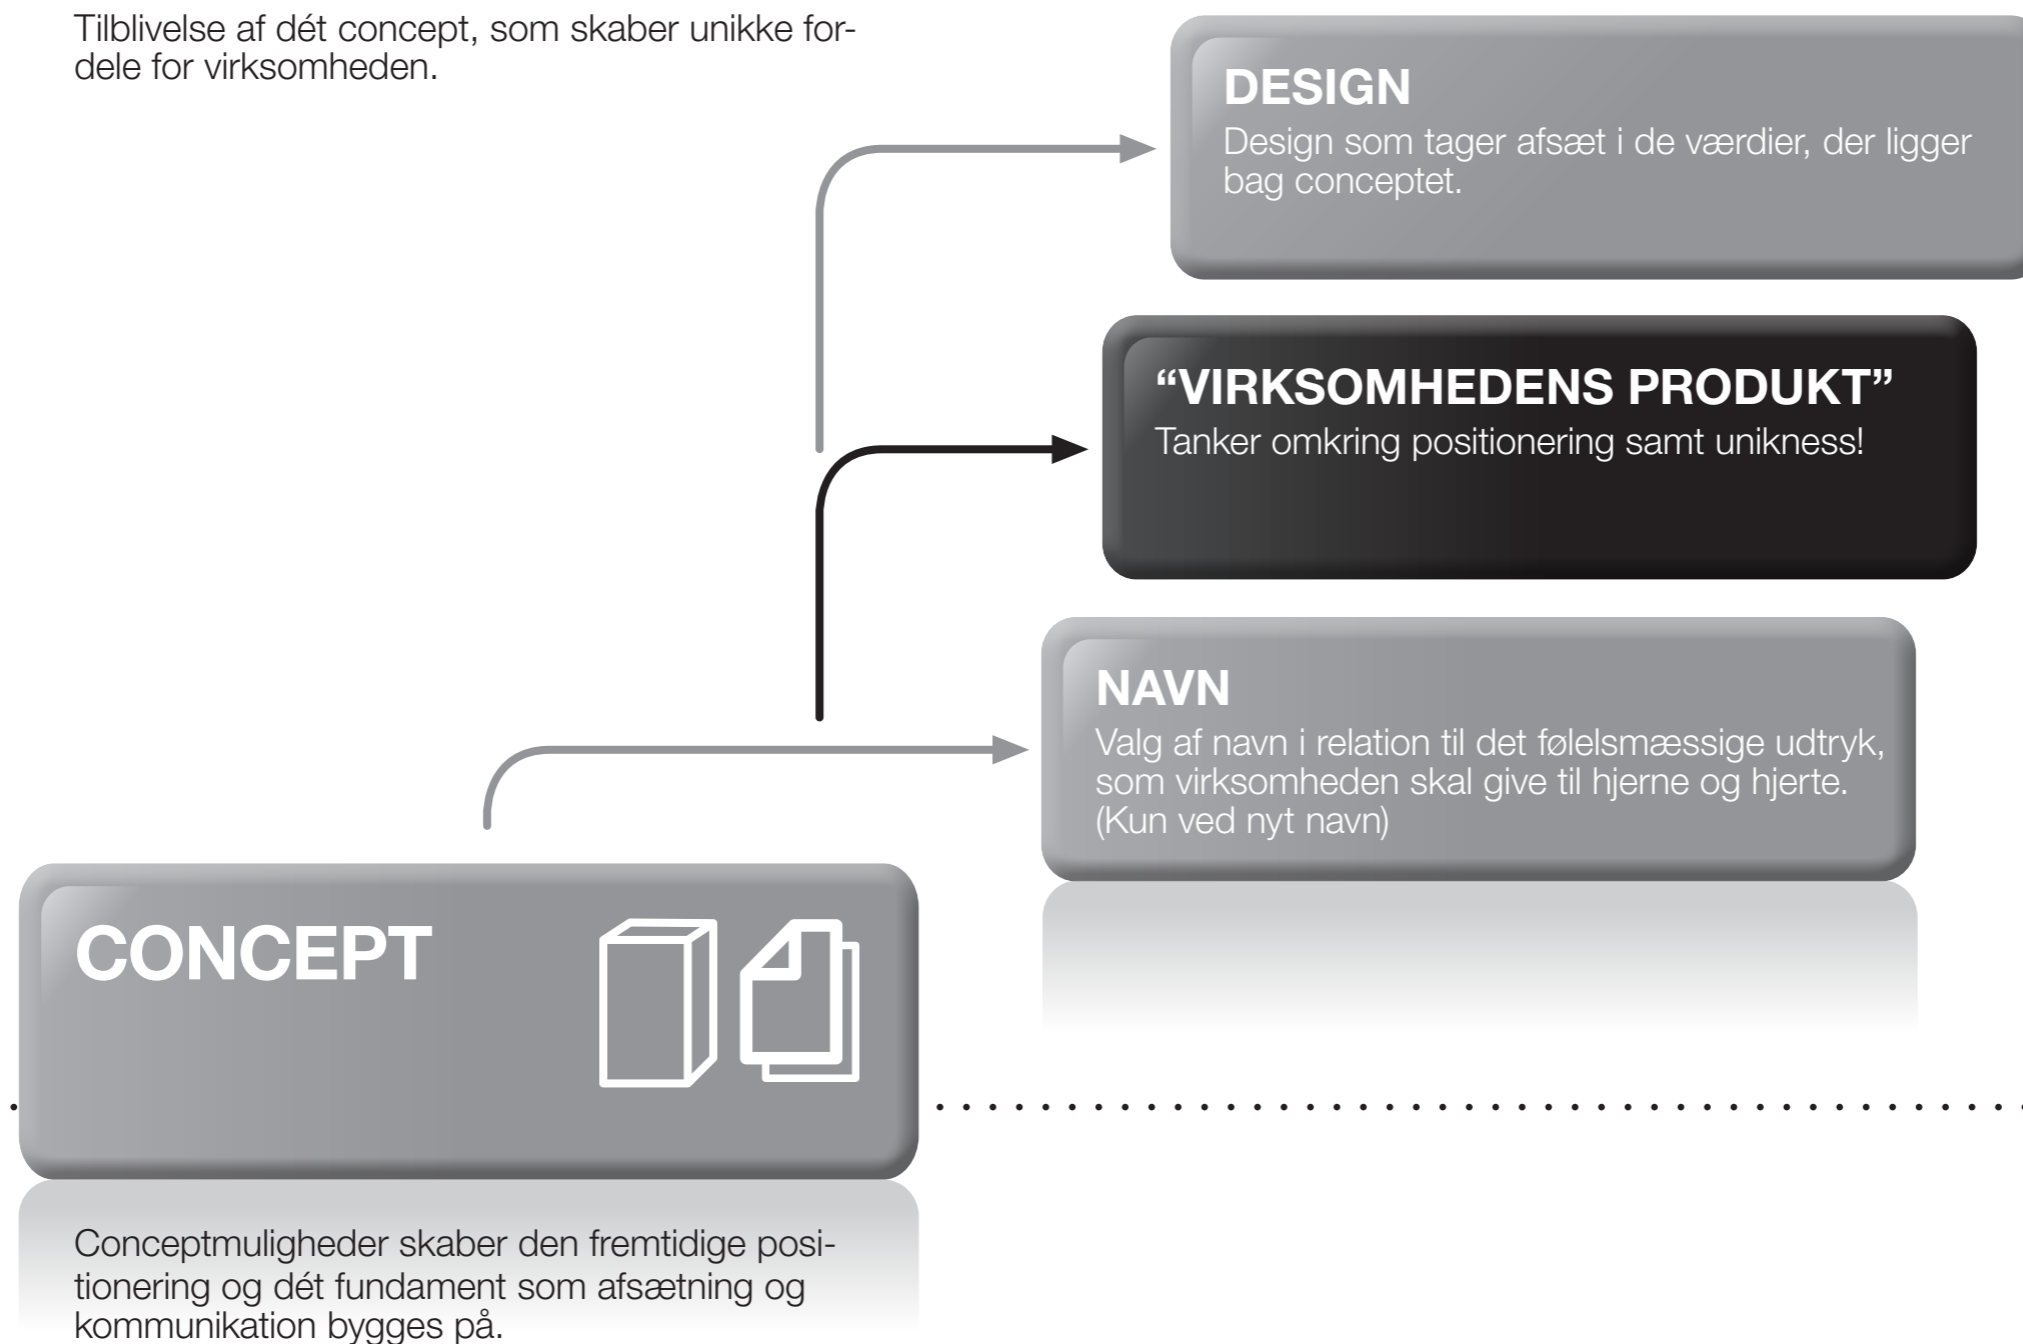 Tilblivelse af dét concept, som skaber unikke for-
dele for virksomheden.
DESIGN
Design som tager afsæt i de værdier, der ligger
bag conceptet.
“VIRKSOMHEDENS PRODUKT”
Tanker omkring positionering samt unikness!
NAVN
Valg af navn i relation til det følelsmæssige udtryk,
som virksomheden skal give til hjerne og hjerte.
(Kun ved nyt navn)
CONCEPT
Conceptmuligheder skaber den fremtidige posi-
tionering og dét fundament som afsætning og
kommunikation bygges på.